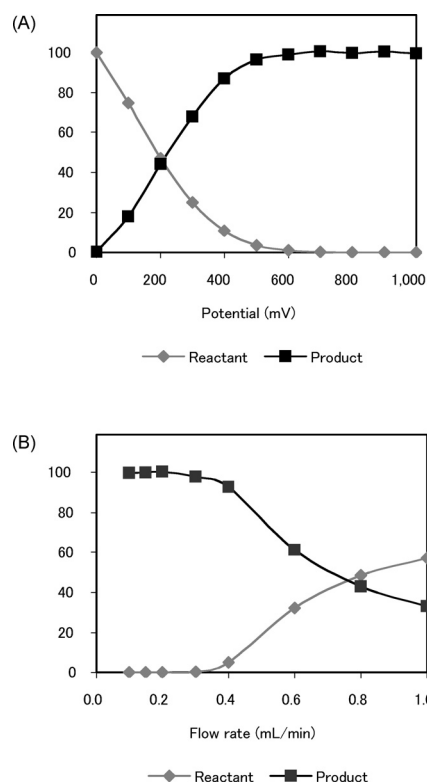 (A)
100
80
60
40
20
0
0 200 400 600 800 1,000
Potential (mV)
Reactant Product
(B)
100
80
60
40
20
0
0.0 0.2 0.4 0.6 0.8 1.0
Flow rate (mL/min)
Reactant Product